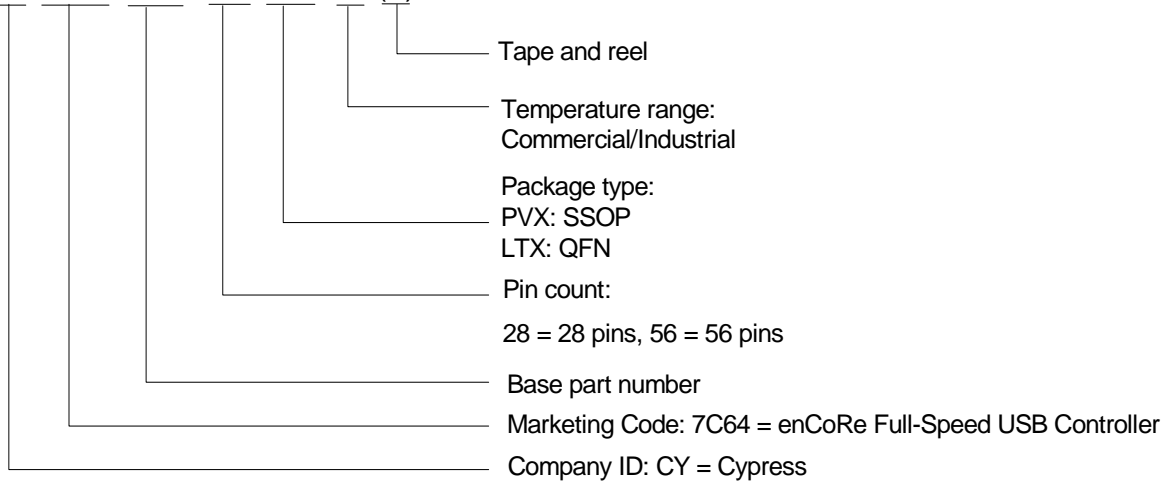 Tape and reel
Temperature range:
Commercial/Industrial
Package type:
PVX: SSOP
LTX: QFN
Pin count:
28 = 28 pins, 56 = 56 pins
Base part number
Marketing Code: 7C64 = enCoRe Full-Speed USB Controller
Company ID: CY = Cypress